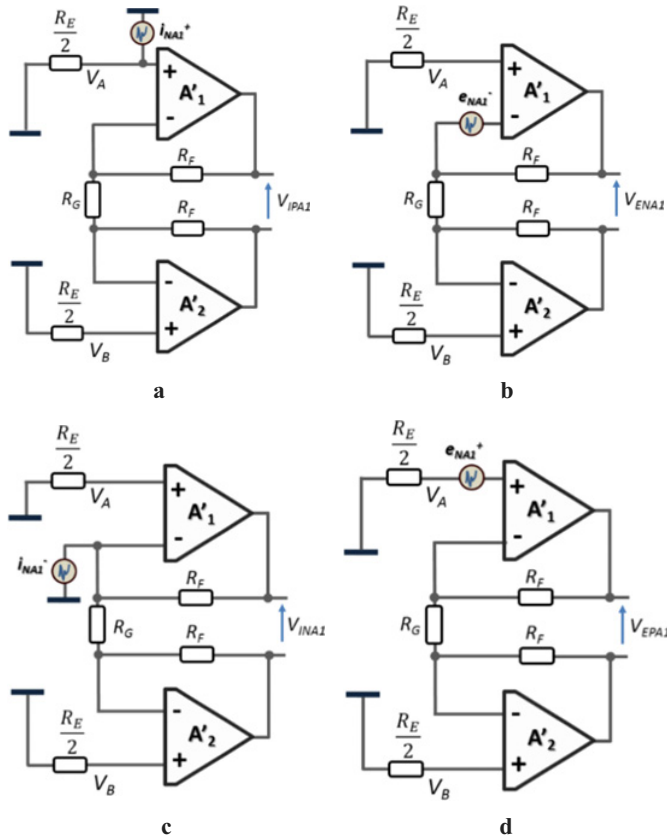 R_E/2
i_NA1^+
V_A
+
A'_1
-
R_F
R_G
R_F
V_IPA1
-
A'_2
+
R_E/2
V_B
a
R_E/2
V_A
+
A'_1
e_NA1^-
-
R_F
R_G
R_F
V_ENA1
-
A'_2
+
R_E/2
V_B
b
R_E/2
V_A
+
A'_1
-
i_NA1^-
R_F
R_G
R_F
V_INA1
-
A'_2
+
R_E/2
V_B
c
R_E/2
e_NA1^+
V_A
+
A'_1
-
R_F
R_G
R_F
V_EPA1
-
A'_2
+
R_E/2
V_B
d